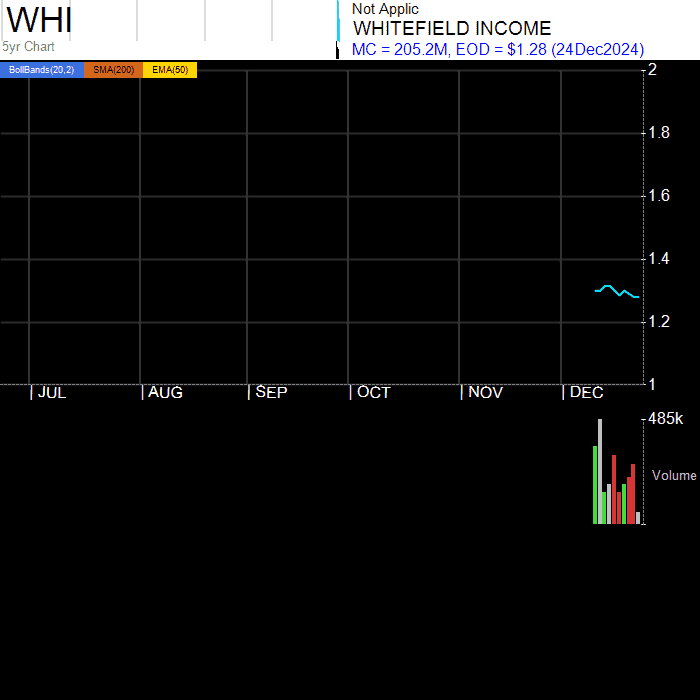 WHI
5yr Chart
Not Applic
WHITEFIELD INCOME
MC = 205.2M, EOD = $1.28 (24Dec2024)
BollBands(20,2) SMA(200) EMA(50)
2
1.8
1.6
1.4
1.2
1
| JUL | AUG | SEP | OCT | NOV | DEC
485k
Volume